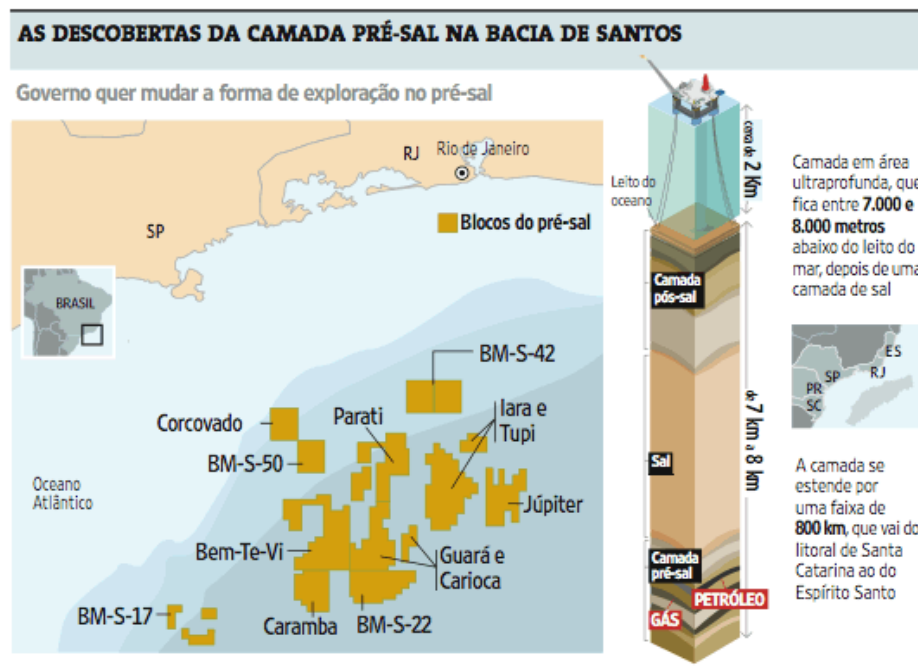 AS DESCOBERTAS DA CAMADA PRÉ-SAL NA BACIA DE SANTOS
Governo quer mudar a forma de exploração no pré-sal
RJ
Rio de Janeiro
SP
Blocos do pré-sal
BRASIL
BM-S-42
Corcovado
Parati
Iara e
Tupi
BM-S-50
Oceano
Atlântico
Júpiter
Bem-Te-Vi
Guará e
Carioca
BM-S-17
Caramba
BM-S-22
cerca de 2 Km
Leito do
oceano
Camada
pós-sal
de 7 km a 8 km
Sal
Camada
pré-sal
PETRÓLEO
GÁS
Camada em área
ultraprofunda, que
fica entre 7.000 e
8.000 metros
abaixo do leito do
mar, depois de uma
camada de sal
ES
SP
RJ
PR
SC
A camada se
estende por
uma faixa de
800 km, que vai do
litoral de Santa
Catarina ao do
Espírito Santo